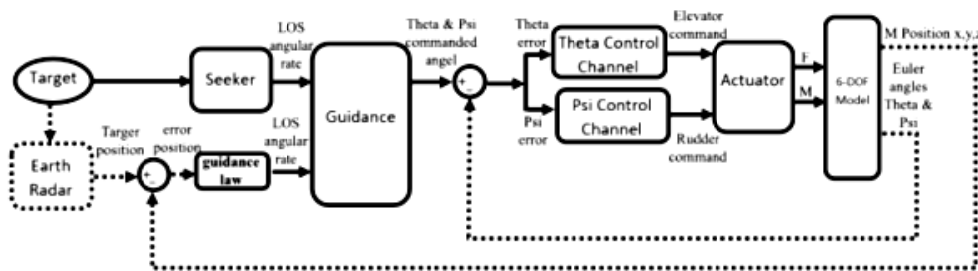 Target
Seeker
LOS
angular
rate
Guidance
Theta & Psi
commanded
angel
+
-
Theta
error
Psi
error
Theta Control
Channel
Psi Control
Channel
Elevator
command
Rudder
command
Actuator
F
M
6-DOF
Model
M Position x,y,z
Euler
angles
Theta &
Psi
Earth
Radar
Targer
position
+
-
error
position
guidance
law
LOS
angular
rate